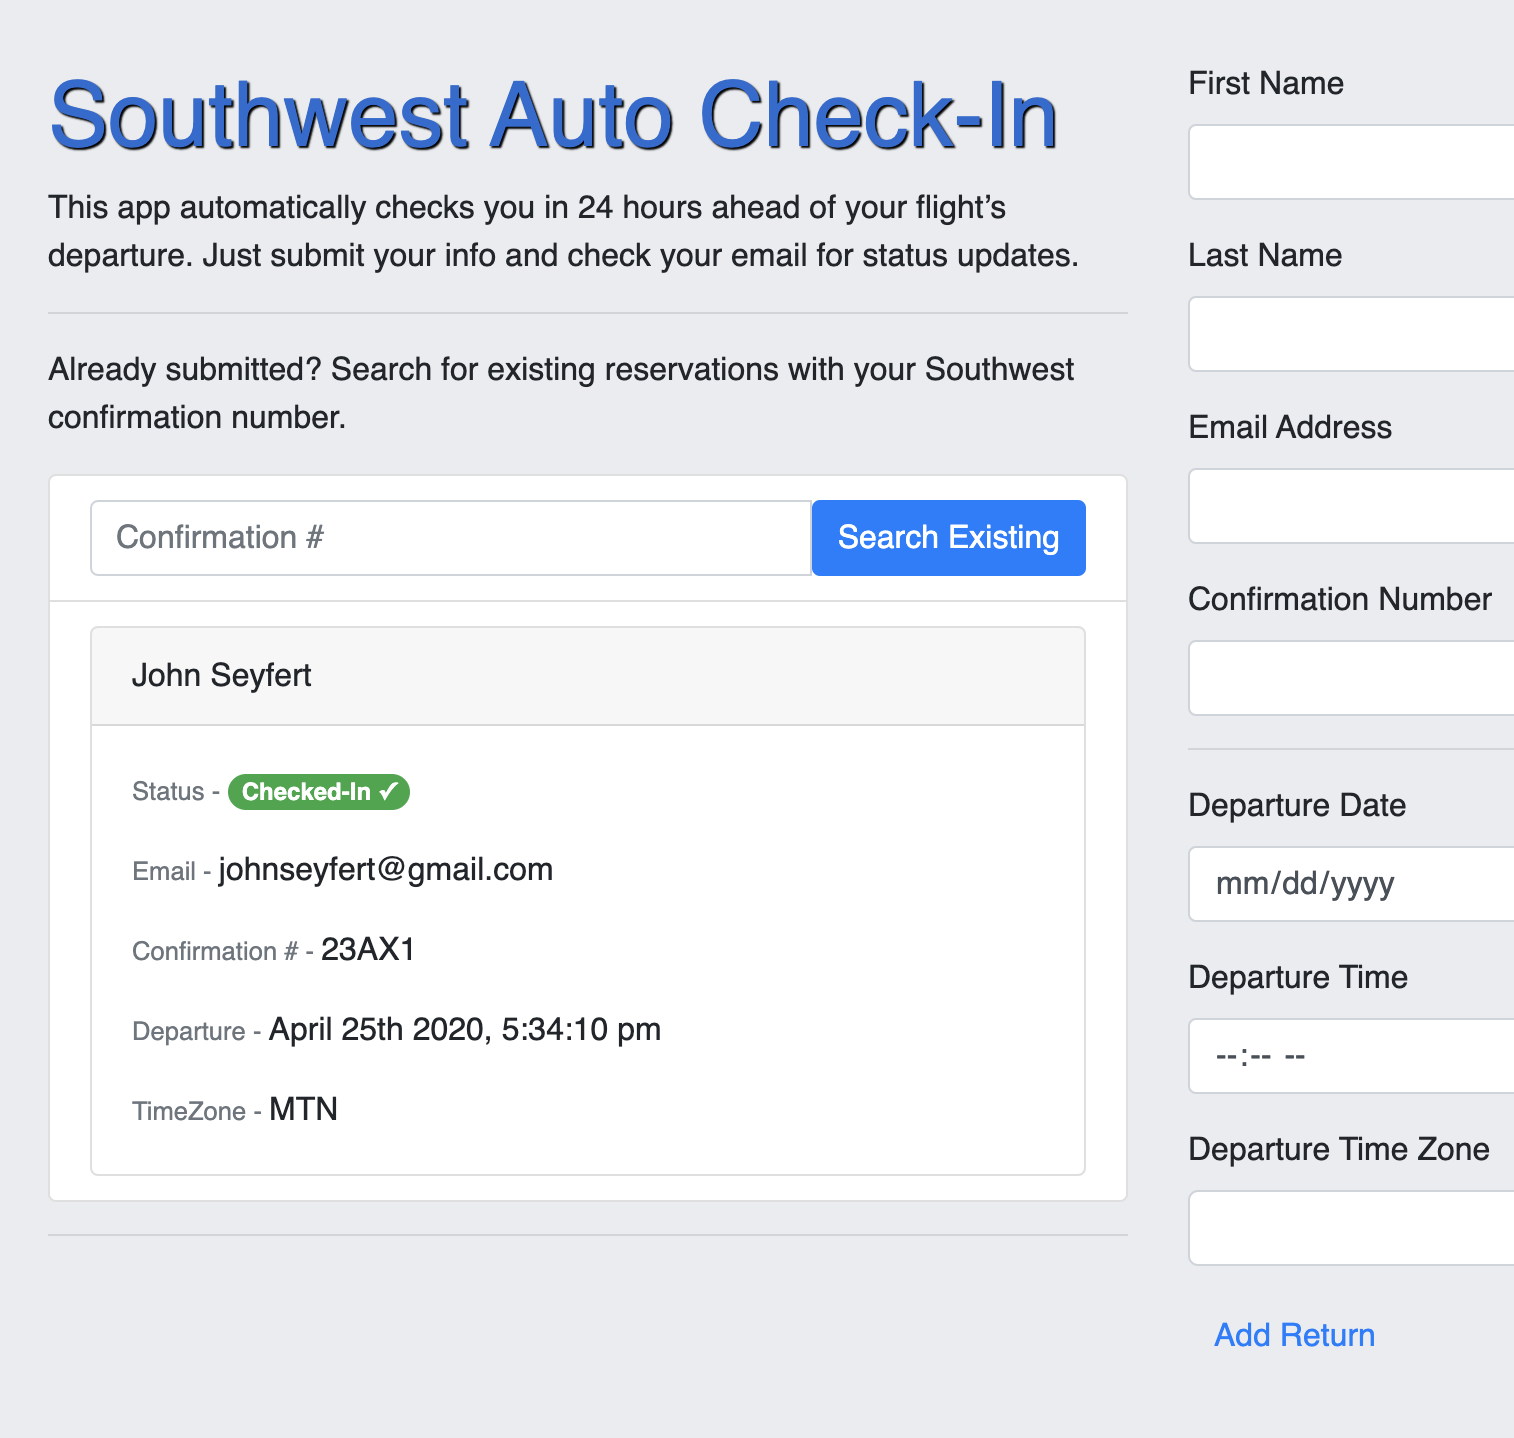 Southwest Auto Check-In
This app automatically checks you in 24 hours ahead of your flight’s
departure. Just submit your info and check your email for status updates.
Already submitted? Search for existing reservations with your Southwest
confirmation number.
Confirmation #
Search Existing
John Seyfert
Status - Checked-In ✓
Email - johnseyfert@gmail.com
Confirmation # - 23AX1
Departure - April 25th 2020, 5:34:10 pm
TimeZone - MTN
First Name
Last Name
Email Address
Confirmation Number
Departure Date
mm/dd/yyyy
Departure Time
--:-- --
Departure Time Zone
Add Return